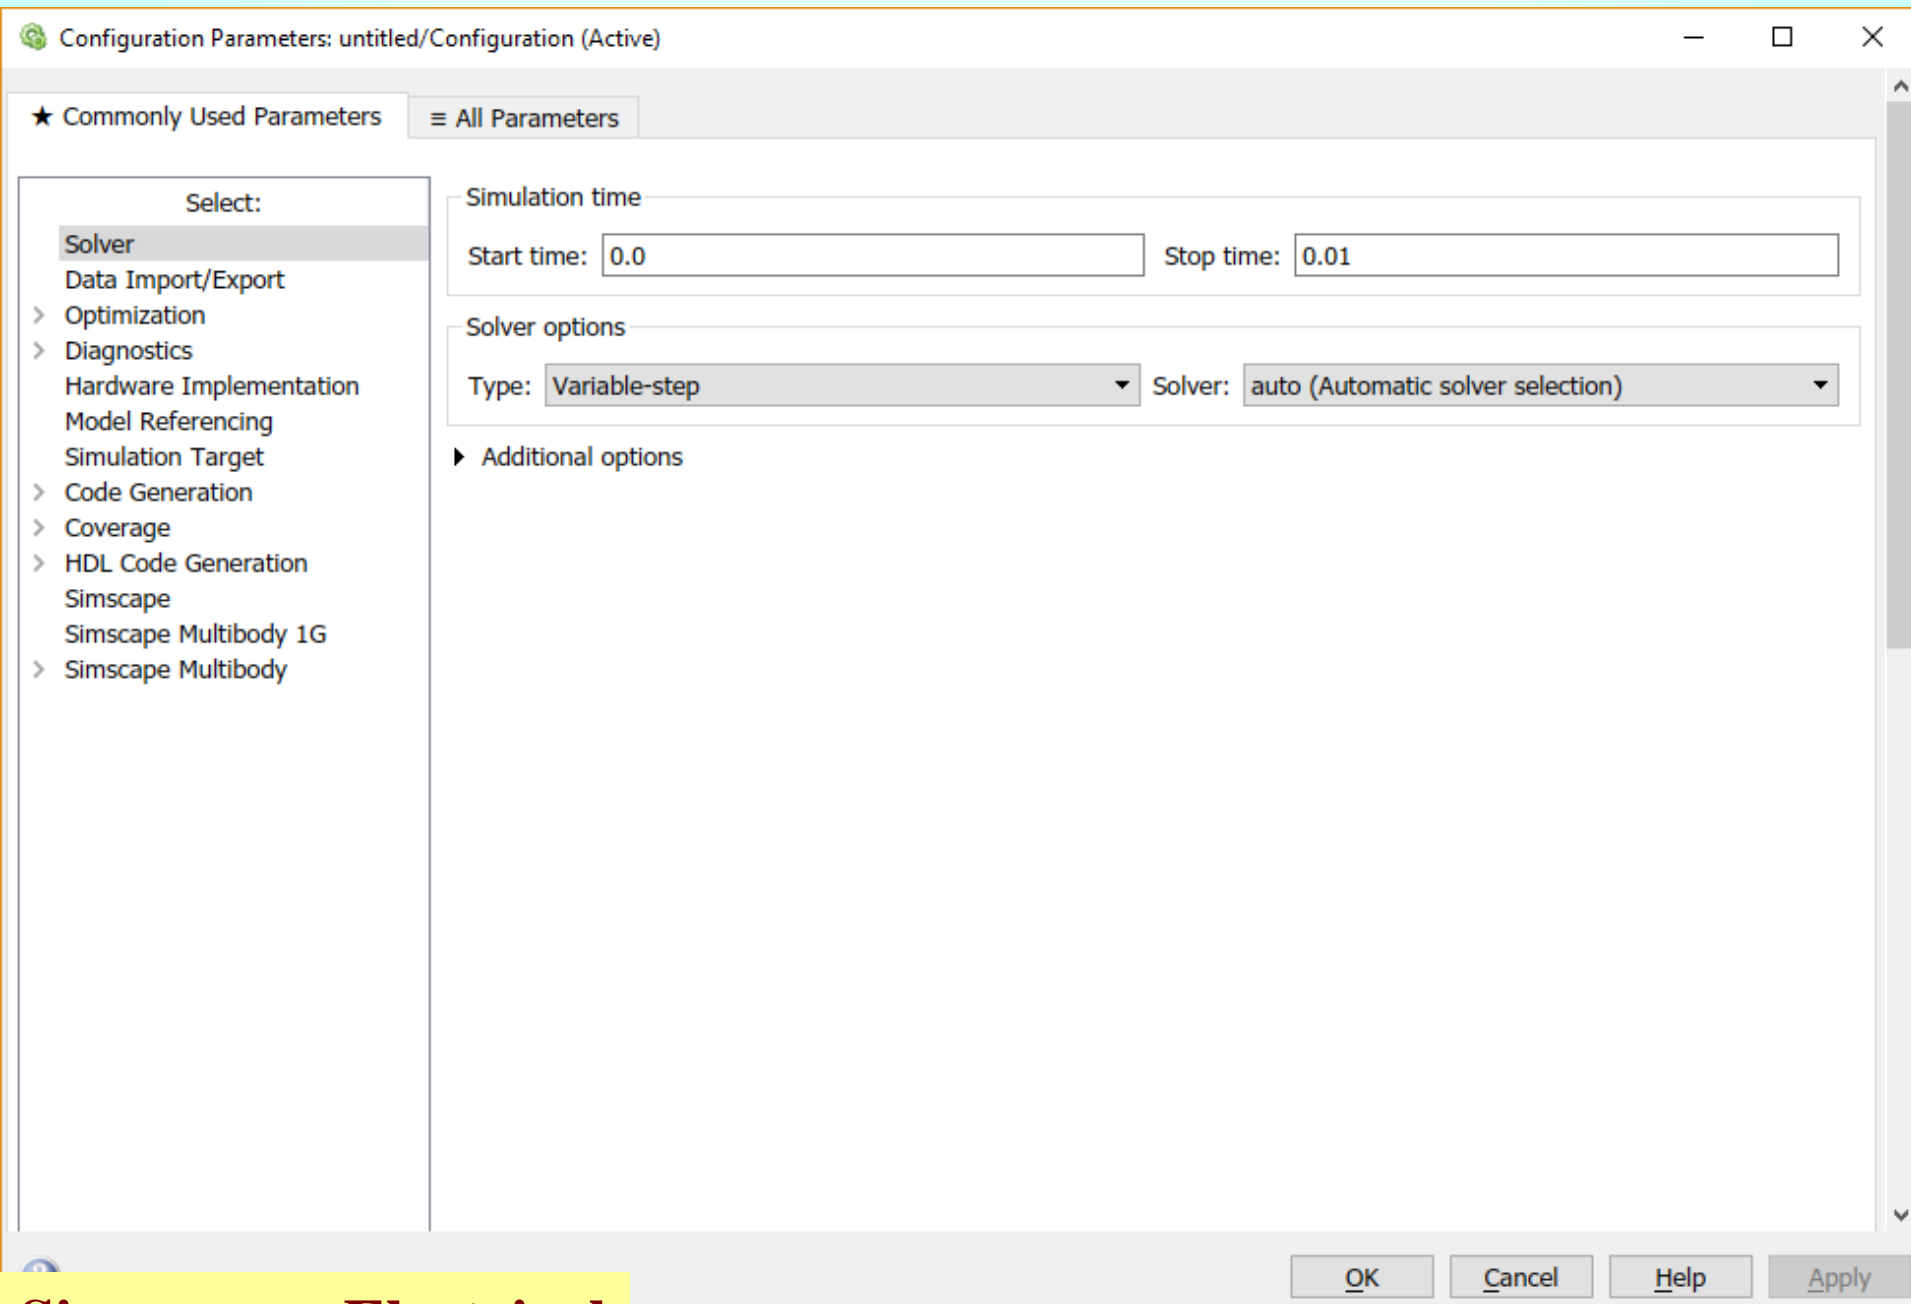 Configuration Parameters: untitled/Configuration (Active)
★ Commonly Used Parameters
≡ All Parameters
Select:
Solver
Data Import/Export
Optimization
Diagnostics
Hardware Implementation
Model Referencing
Simulation Target
Code Generation
Coverage
HDL Code Generation
Simscape
Simscape Multibody 1G
Simscape Multibody
Simulation time
Start time: 0.0 Stop time: 0.01
Solver options
Type: Variable-step Solver: auto (Automatic solver selection)
Additional options
OK Cancel Help Apply